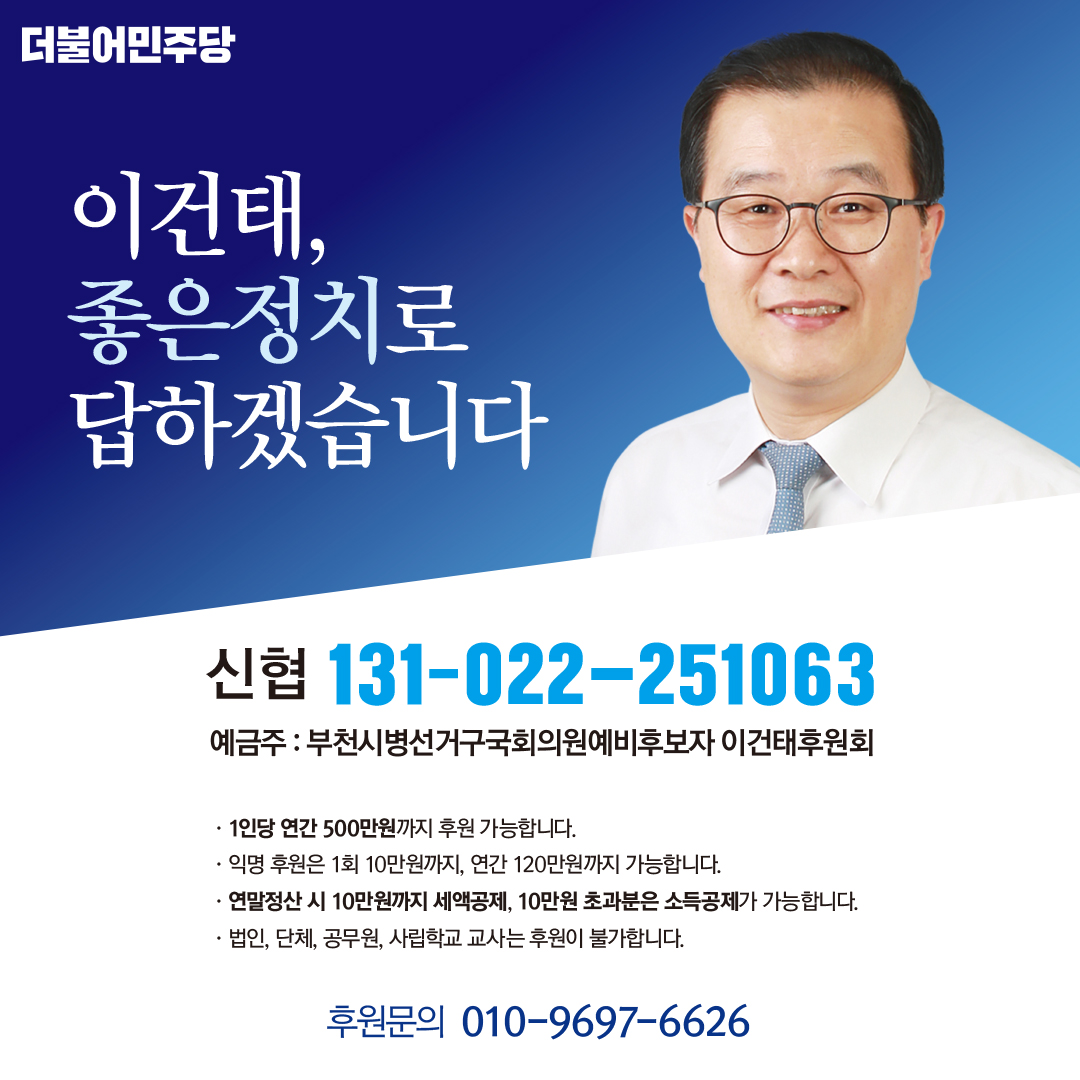 더불어민주당
이건태,
좋은정치로
답하겠습니다
신협 131-022-251063
예금주 : 부천시병선거구국회의원예비후보자 이건태후원회
· 1인당 연간 500만원까지 후원 가능합니다.
· 익명 후원은 1회 10만원까지, 연간 120만원까지 가능합니다.
· 연말정산 시 10만원까지 세액공제, 10만원 초과분은 소득공제가 가능합니다.
· 법인, 단체, 공무원, 사립학교 교사는 후원이 불가합니다.
후원문의 010-9697-6626